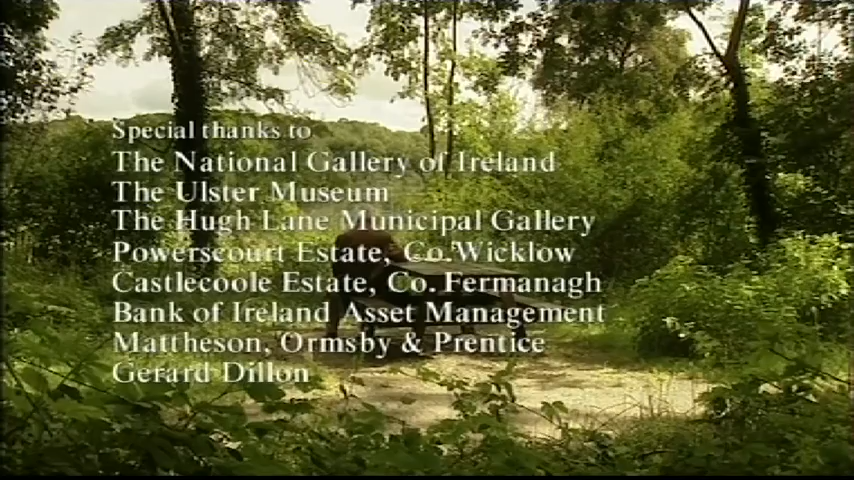 Special thanks to
The National Gallery of Ireland
The Ulster Museum
The Hugh Lane Municipal Gallery
Powerscourt Estate, Co. Wicklow
Castlecoole Estate, Co. Fermanagh
Bank of Ireland Asset Management
Mattheson, Ormsby & Prentice
Gerard Dillon